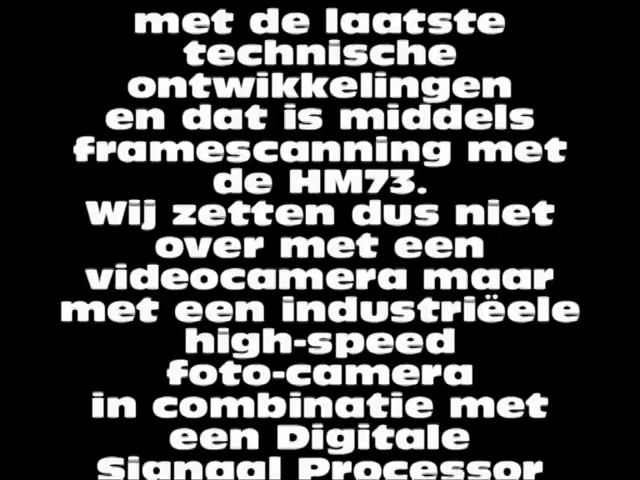 met de laatste
technische
ontwikkelingen
en dat is middels
framescanning met
de HM73.
Wij zetten dus niet
over met een
videocamera maar
met een industriëele
high-speed
foto-camera
in combinatie met
een Digitale
Signaal Processor